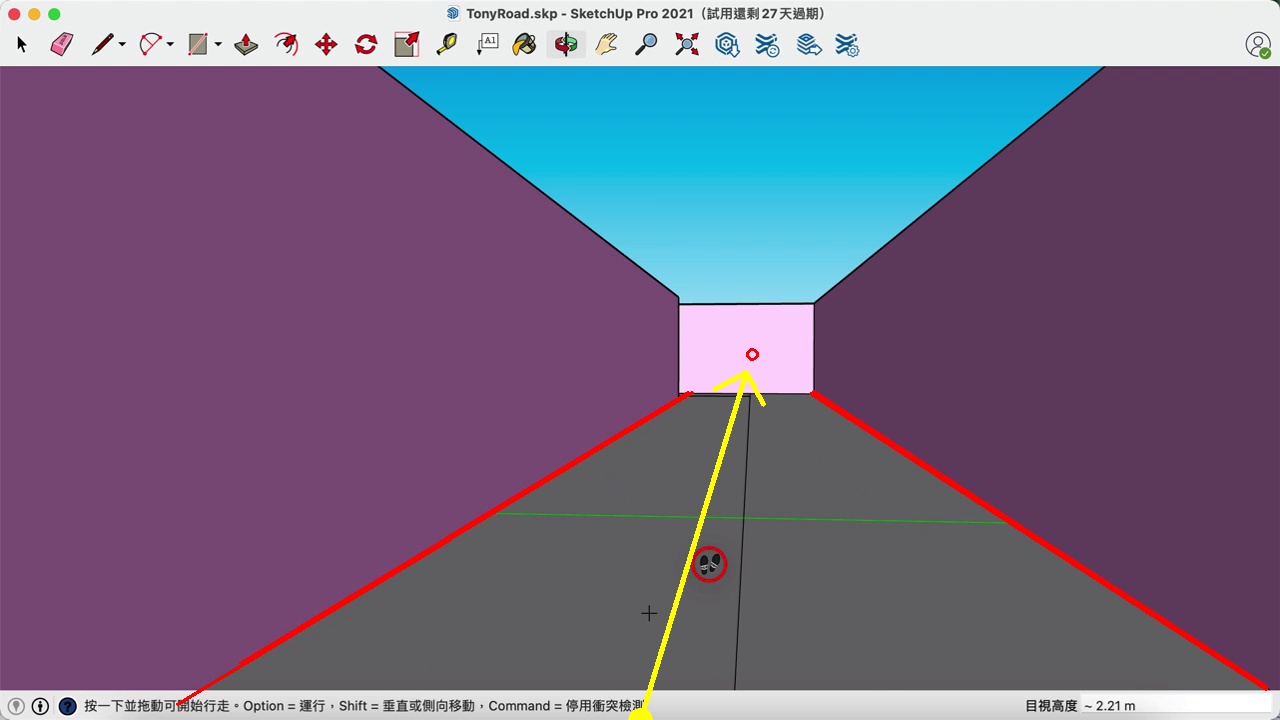 TonyRoad.skp - SketchUp Pro 2021（試用還剩 27 天過期）
A1
按一下並拖動可開始行走。Option = 運行，Shift = 垂直或側向移動，Command = 停用衝突檢測
目視高度 ~ 2.21 m